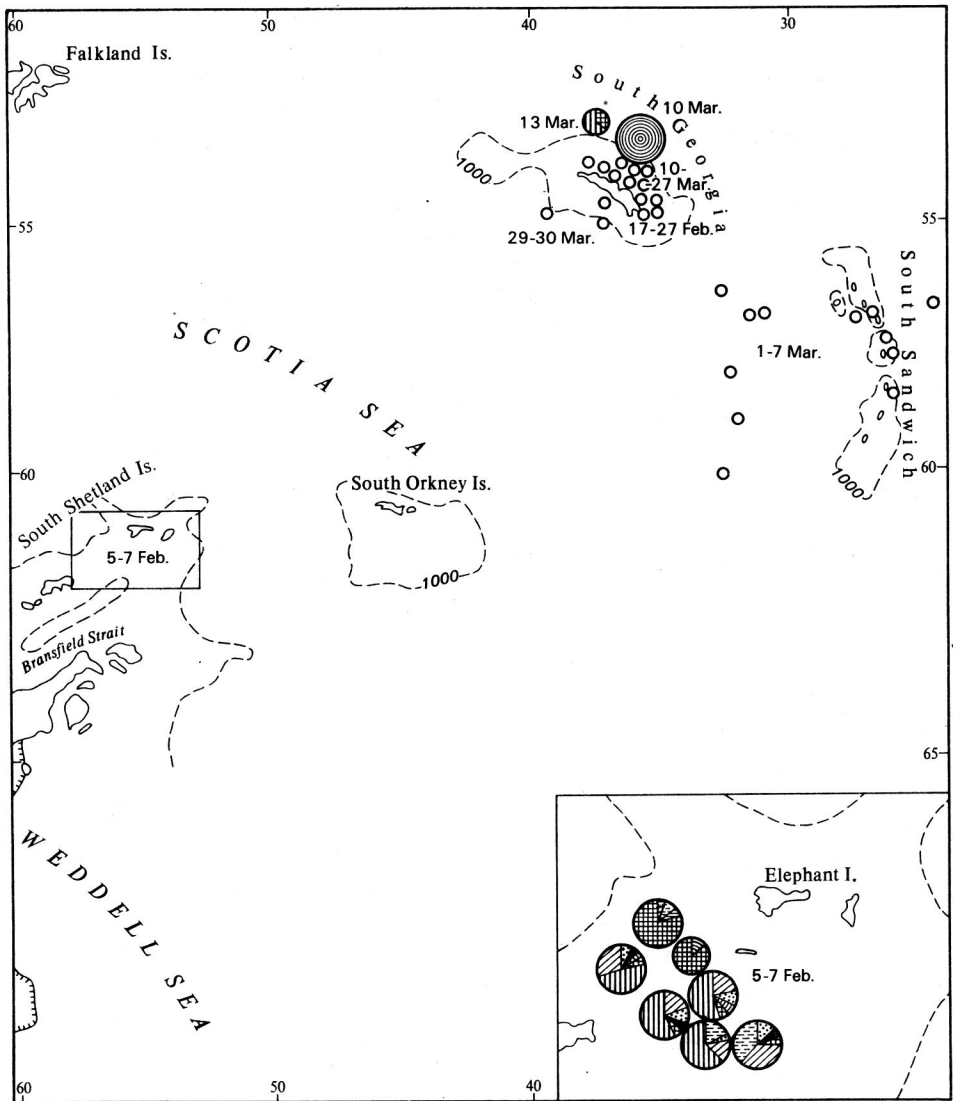 60
50
40
30
Falkland Is.
South Georgia
10 Mar.
13 Mar.
1000
10-
-27 Mar.
55
17-27 Feb.
55
29-30 Mar.
South Sandwich
SCOTIA SEA
1-7 Mar.
60
South Shetland Is.
South Orkney Is.
1000
60
5-7 Feb.
1000
Bransfield Strait
65
WEDDELL SEA
Elephant I.
5-7 Feb.
60
50
40